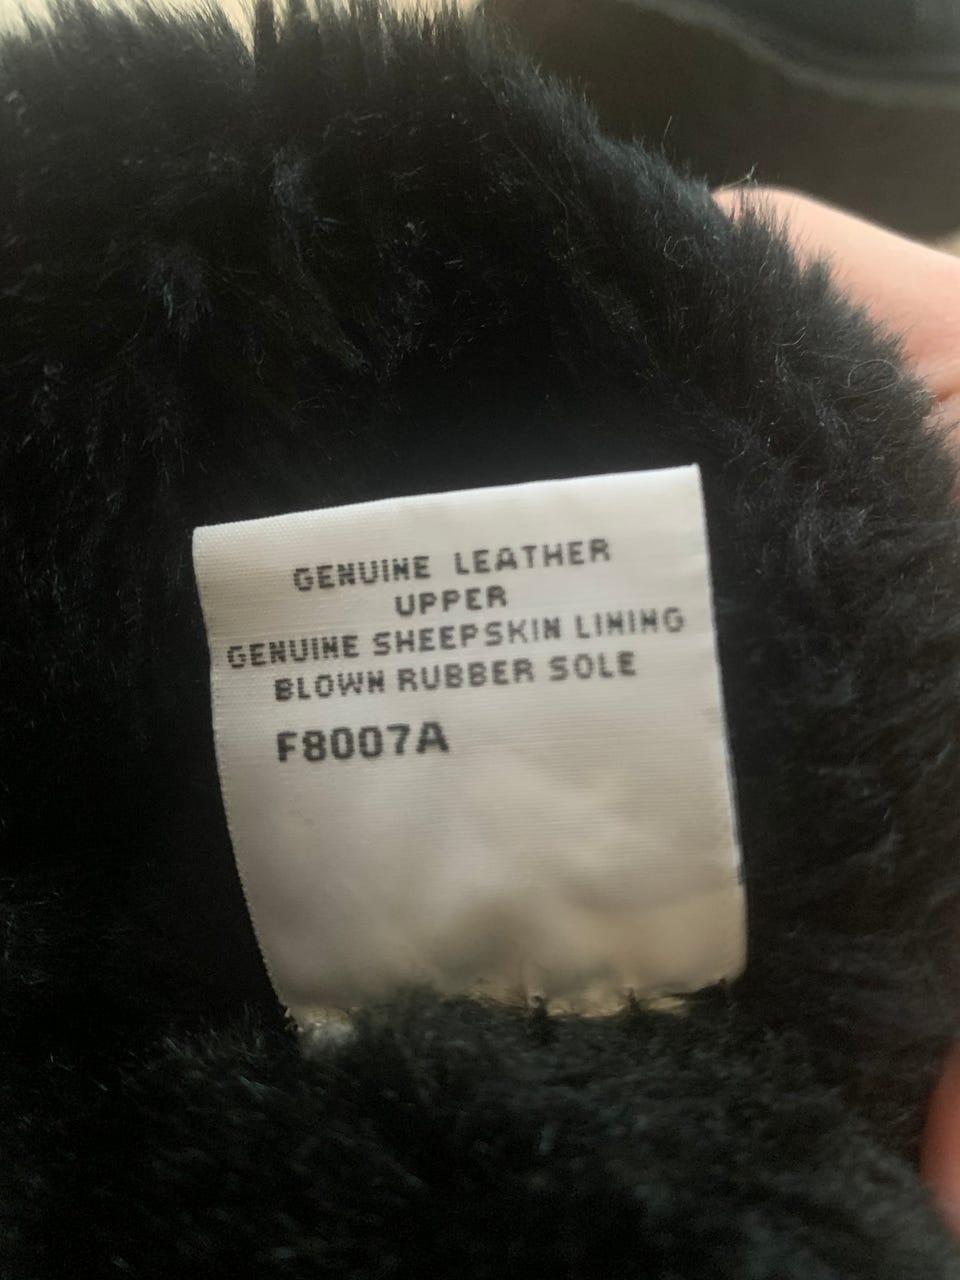 GENUINE LEATHER
UPPER
GENUINE SHEEPSKIN LINING
BLOWN RUBBER SOLE
F8007A